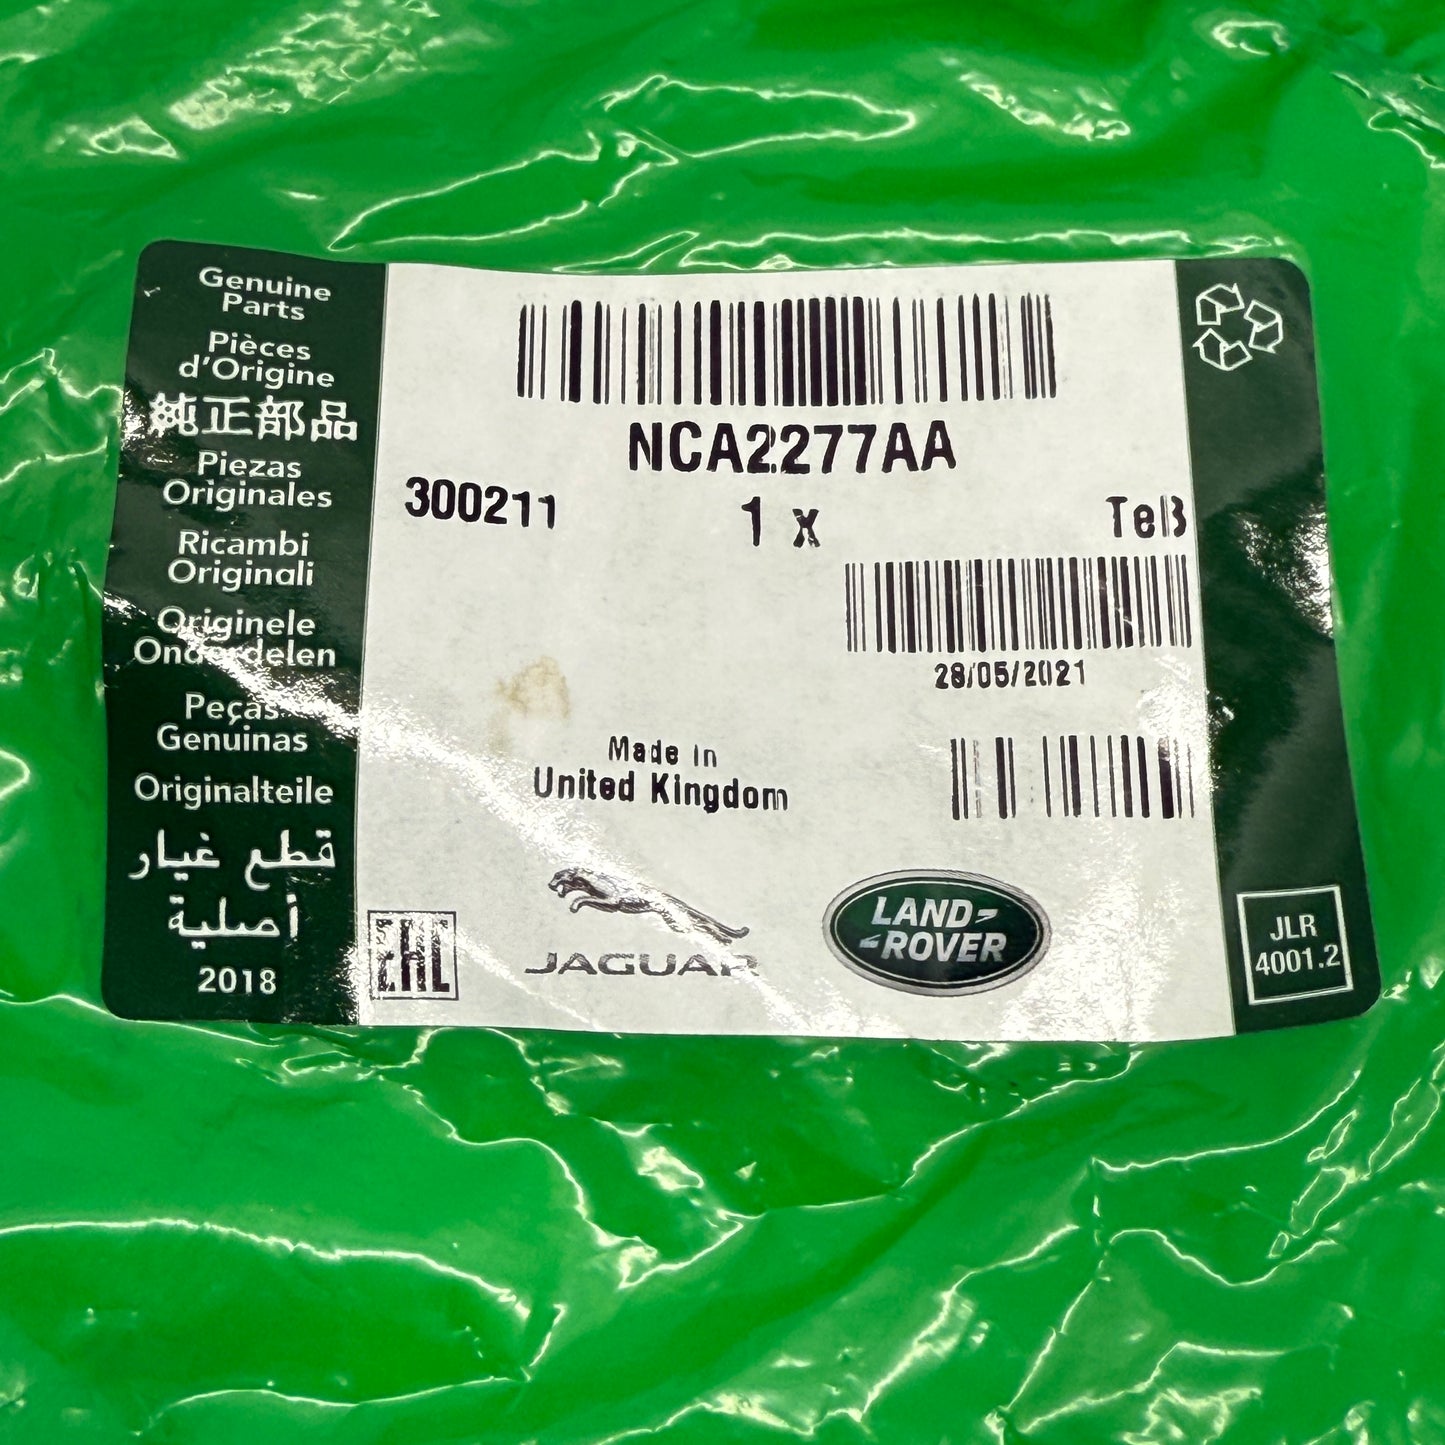 Genuine
Parts
Pièces
d'Origine
純正部品
Piezas
Originales
Ricambi
Originali
Originele
Onderdelen
Peças
Genuinas
Originalteile
قطع غيار
أصلية
2018
NCA2277AA
300211
1 x
TeB
28/05/2021
Made in
United Kingdom
EAC
JAGUAR
LAND-
-ROVER
JLR
4001.2